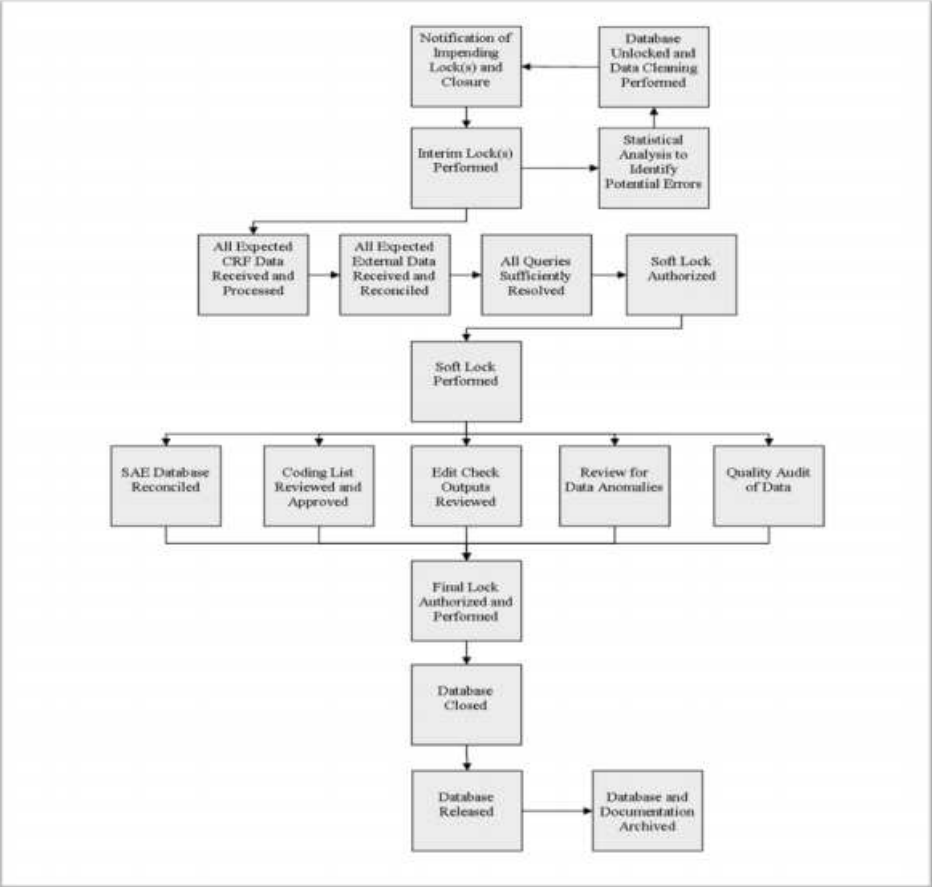 Notification of
Impending
Lock(s) and
Closure
Database
Unlocked and
Data Cleaning
Performed
Interim Lock(s)
Performed
Statistical
Analysis to
Identify
Potential Errors
All Expected
CRF Data
Received and
Processed
All Expected
External Data
Received and
Reconciled
All Queries
Sufficiently
Resolved
Soft Lock
Authorized
Soft Lock
Performed
SAE Database
Reconciled
Coding List
Reviewed and
Approved
Edit Check
Outputs
Reviewed
Review for
Data Anomalies
Quality Audit
of Data
Final Lock
Authorized and
Performed
Database
Closed
Database
Released
Database and
Documentation
Archived